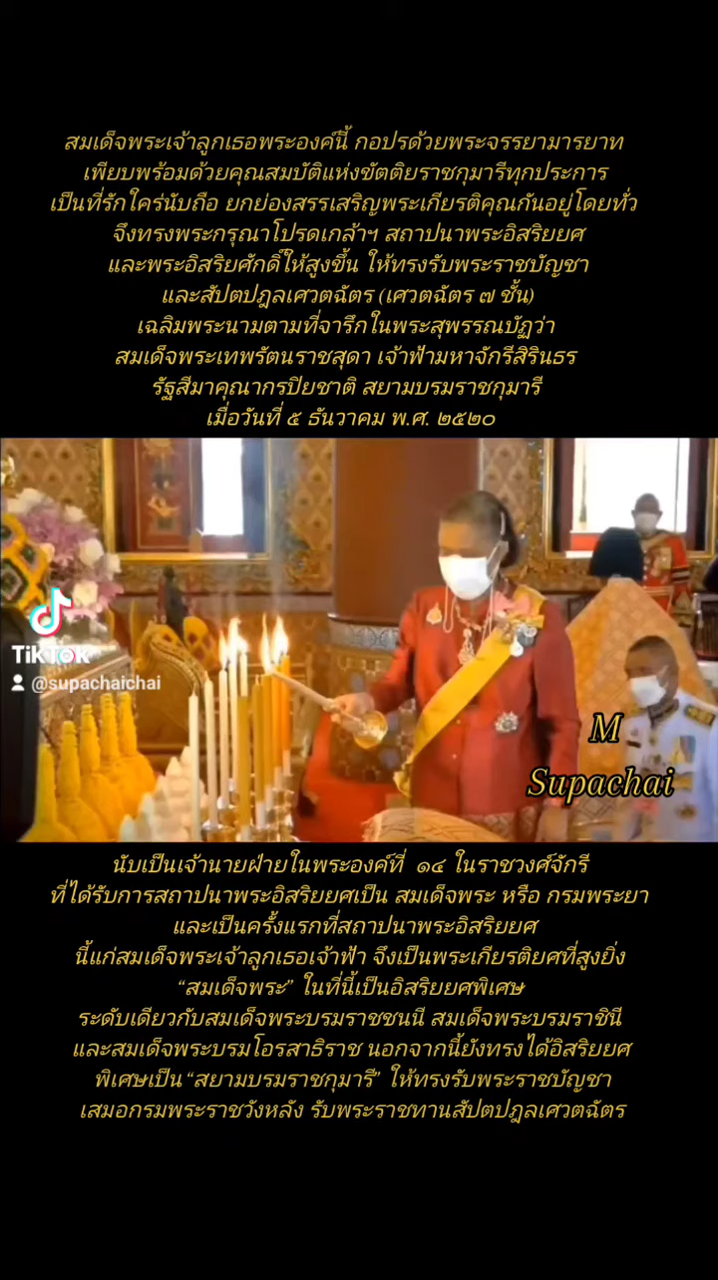 สมเด็จพระเจ้าลูกเธอพระองค์นี้ กอปรด้วยพระจรรยามารยาท
เพียบพร้อมด้วยคุณสมบัติแห่งขัตติยราชกุมารีทุกประการ
เป็นที่รักใคร่นับถือ ยกย่องสรรเสริญพระเกียรติคุณกันอยู่โดยทั่ว
จึงทรงพระกรุณาโปรดเกล้าฯ สถาปนาพระอิสริยยศ
และพระอิสริยศักดิ์ให้สูงขึ้น ให้ทรงรับพระราชบัญชา
และสัปตปฎลเศวตฉัตร (เศวตฉัตร ๗ ชั้น)
เฉลิมพระนามตามที่จารึกในพระสุพรรณบัฏว่า
สมเด็จพระเทพรัตนราชสุดา เจ้าฟ้ามหาจักรีสิรินธร
รัฐสีมาคุณากรปิยชาติ สยามบรมราชกุมารี
เมื่อวันที่ ๕ ธันวาคม พ.ศ. ๒๕๒๐
TikTok
@supachaichai
M
Supachai
นับเป็นเจ้านายฝ่ายในพระองค์ที่ ๑๔ ในราชวงศ์จักรี
ที่ได้รับการสถาปนาพระอิสริยยศเป็น สมเด็จพระ หรือ กรมพระยา
และเป็นครั้งแรกที่สถาปนาพระอิสริยยศ
นี้แก่สมเด็จพระเจ้าลูกเธอเจ้าฟ้า จึงเป็นพระเกียรติยศที่สูงยิ่ง
“สมเด็จพระ” ในที่นี้เป็นอิสริยยศพิเศษ
ระดับเดียวกับสมเด็จพระบรมราชชนนี สมเด็จพระบรมราชินี
และสมเด็จพระบรมโอรสาธิราช นอกจากนี้ยังทรงได้อิสริยยศ
พิเศษเป็น “สยามบรมราชกุมารี” ให้ทรงรับพระราชบัญชา
เสมอกรมพระราชวังหลัง รับพระราชทานสัปตปฎลเศวตฉัตร